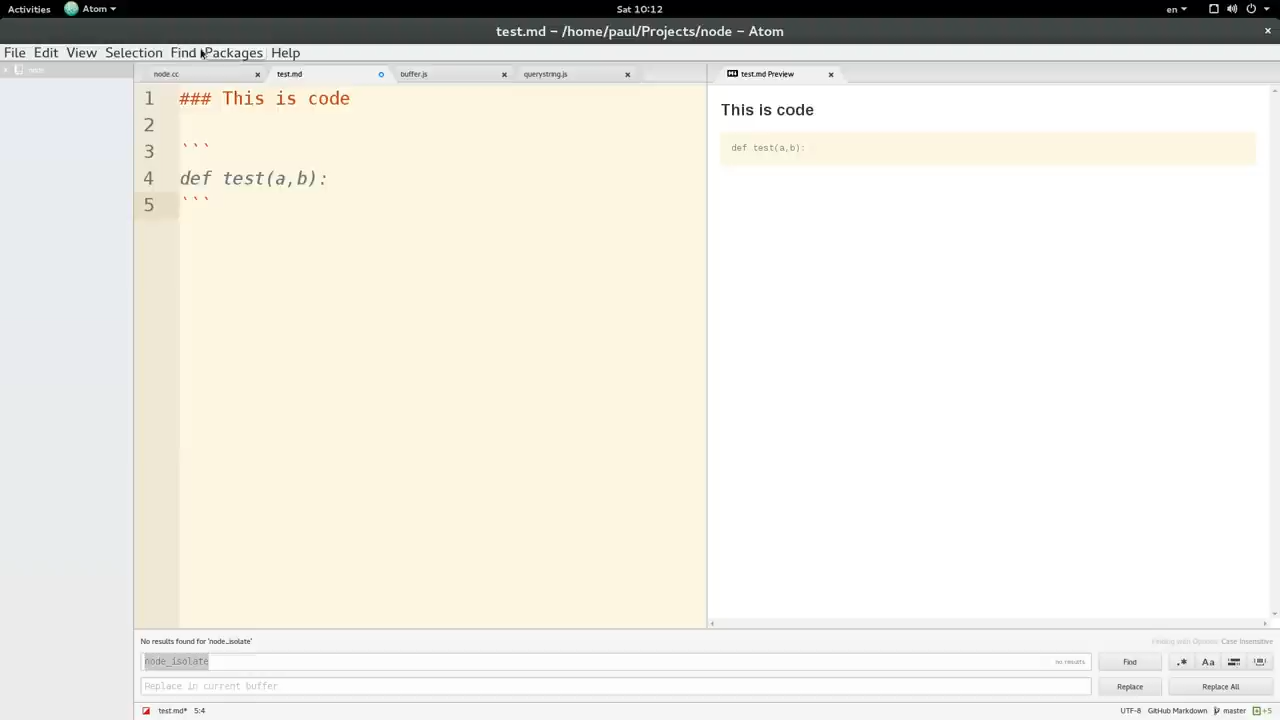 Activities Atom Sat 10:12 en
test.md – /home/paul/Projects/node – Atom ×
File Edit View Selection Find Packages Help
node
node.cc × test.md buffer.js × querystring.js × test.md Preview ×
1 ### This is code
2
3 ```
4 def test(a,b):
5 ```
This is code
def test(a,b):
No results found for 'node_isolate' Finding with Options: Case Insensitive
node_isolate no results Find .* Aa
Replace in current buffer Replace Replace All
test.md* 5:4 UTF-8 GitHub Markdown master +5